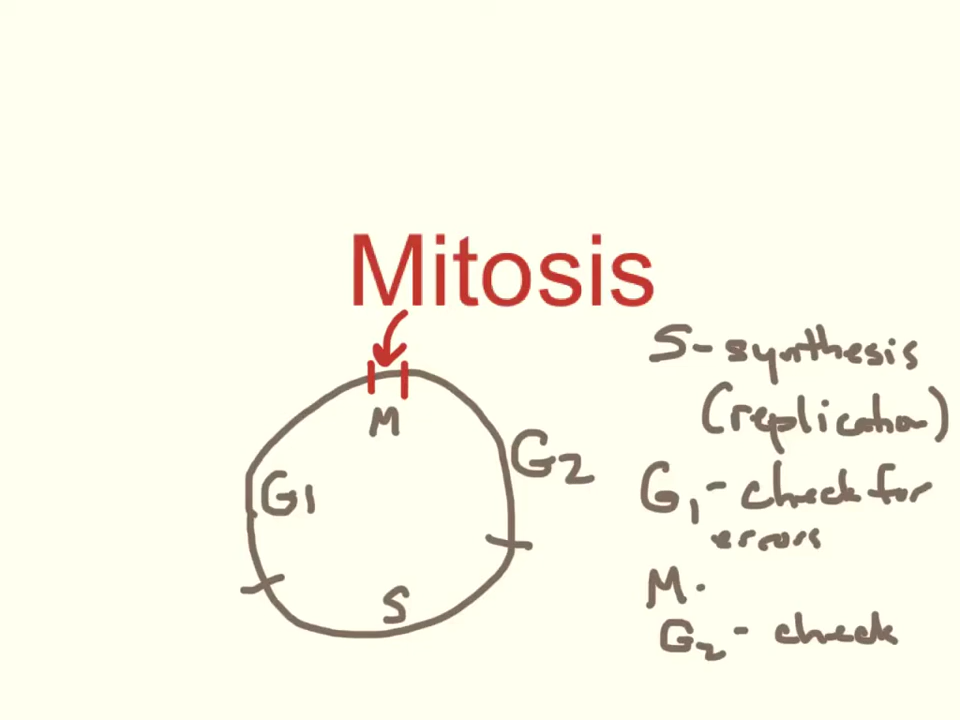 Mitosis
S- synthesis
(replication)
M
G2
G1
G1 - check for
errors
S
M.
G2 - check